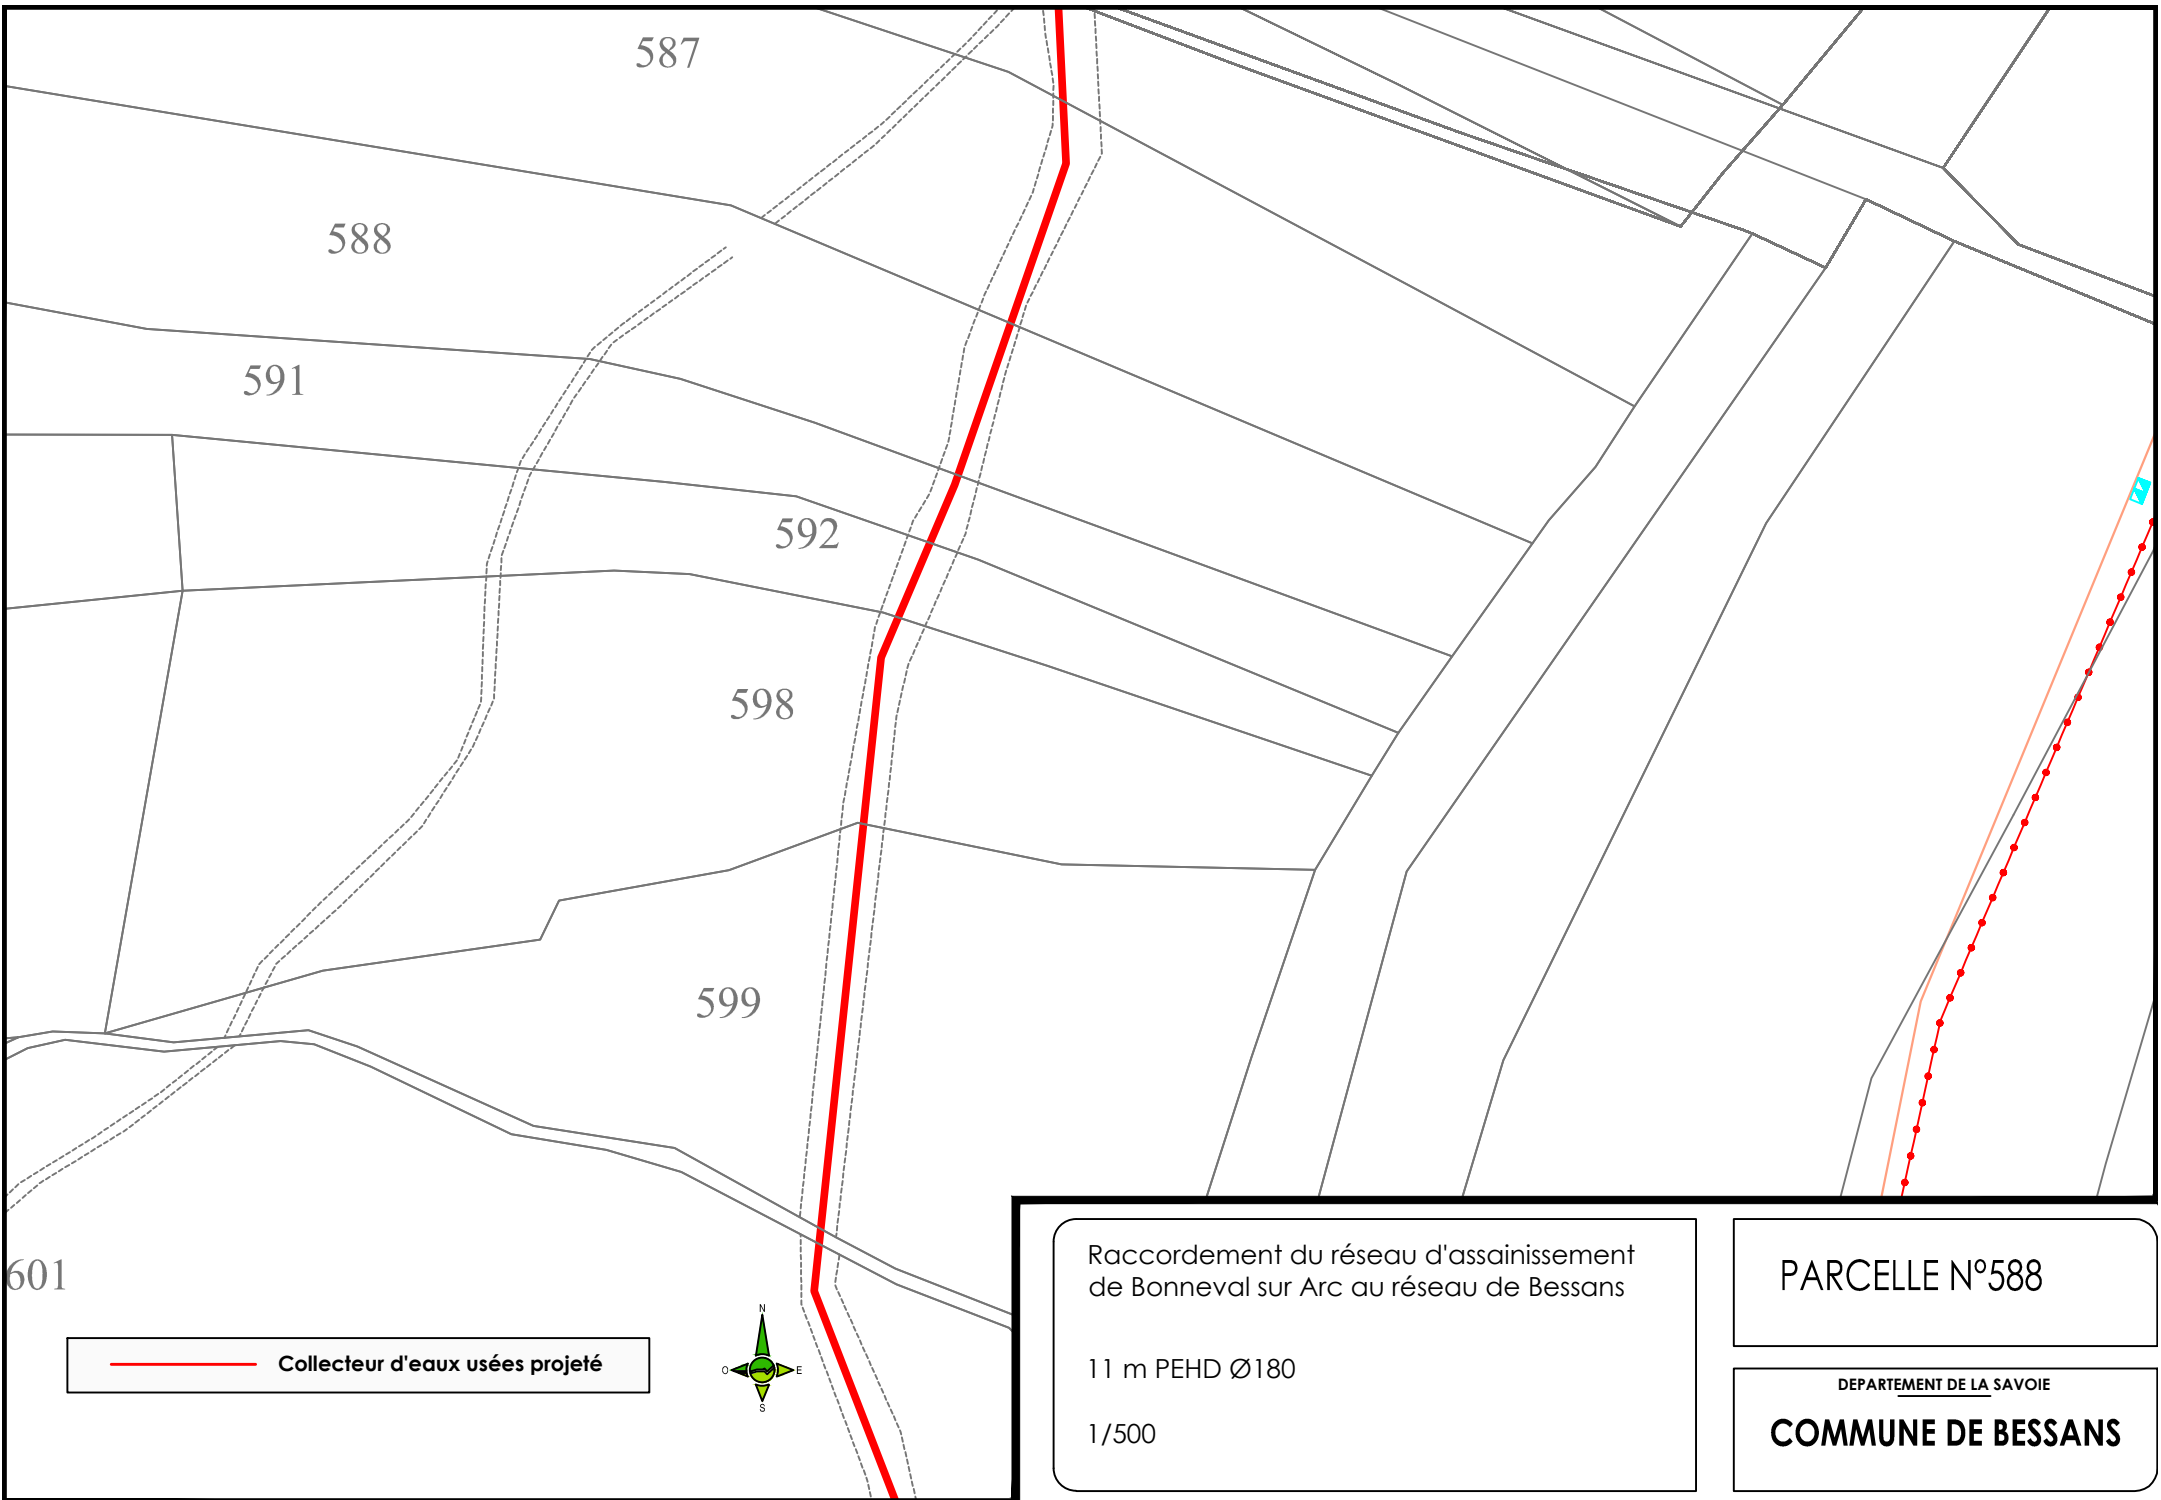 587
588
591
592
598
599
601
Collecteur d'eaux usées projeté
N
O E
S
Raccordement du réseau d'assainissement
de Bonneval sur Arc au réseau de Bessans
11 m PEHD Ø180
1/500
PARCELLE N°588
DEPARTEMENT DE LA SAVOIE
COMMUNE DE BESSANS